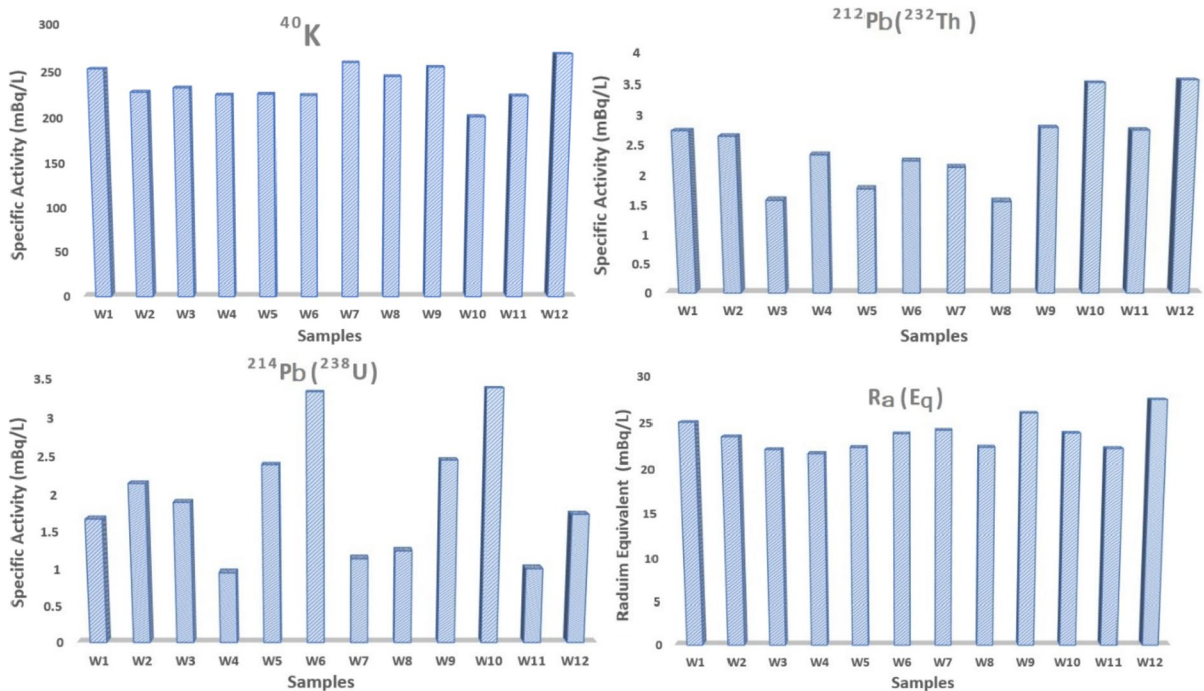 ⁴⁰K
Specific Activity (mBq/L)
300
250
200
150
100
50
0
W1 W2 W3 W4 W5 W6 W7 W8 W9 W10 W11 W12
Samples
²¹²Pb(²³²Th )
Specific Activity (mBq/L)
4
3.5
3
2.5
2
1.5
1
0.5
0
W1 W2 W3 W4 W5 W6 W7 W8 W9 W10 W11 W12
Samples
²¹⁴Pb(²³⁸U)
Specific Activity (mBq/L)
3.5
3
2.5
2
1.5
1
0.5
0
W1 W2 W3 W4 W5 W6 W7 W8 W9 W10 W11 W12
Samples
Ra (Eq)
Raduim Equivalent (mBq/L)
30
25
20
15
10
5
0
W1 W2 W3 W4 W5 W6 W7 W8 W9 W10 W11 W12
Samples